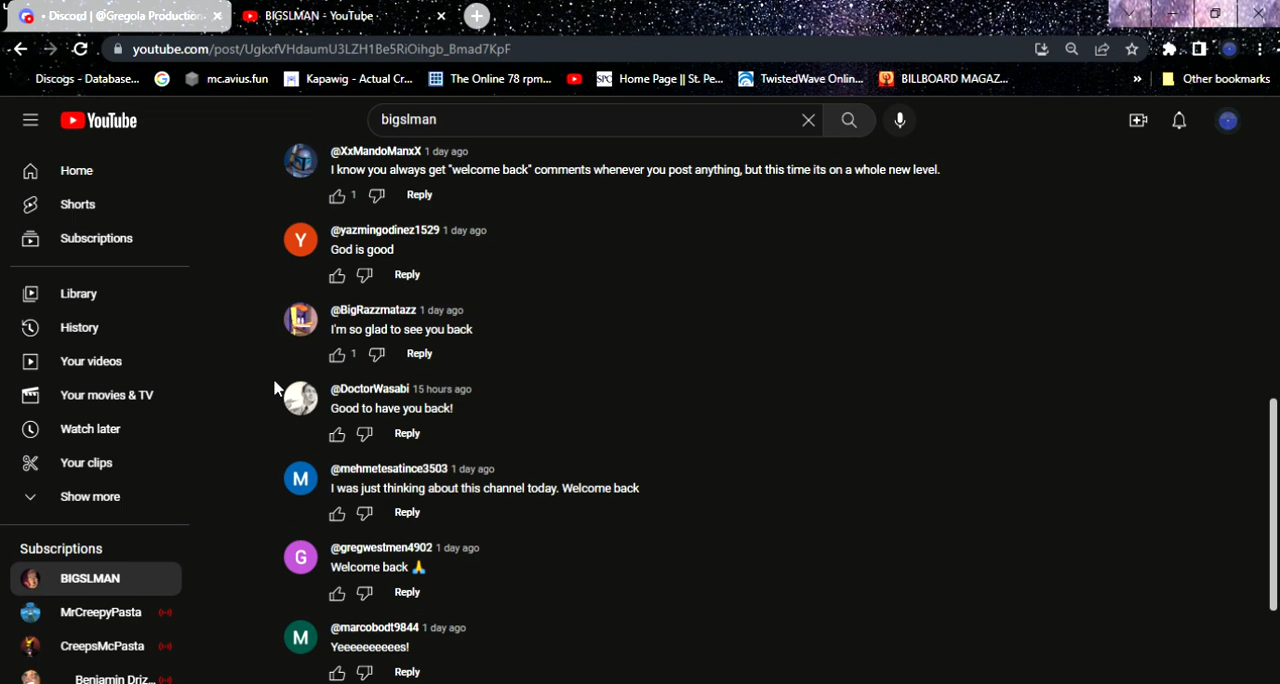 • Discord | @Gregola Production
BIGSLMAN - YouTube
youtube.com/post/UgkxfVHdaumU3LZH1Be5RiOihgb_Bmad7KpF
Discogs - Database...
mc.avius.fun
Kapawig - Actual Cr...
The Online 78 rpm...
SPC
Home Page || St. Pe...
TwistedWave Onlin...
BILLBOARD MAGAZ...
»
Other bookmarks
YouTube
bigslman
Home
Shorts
Subscriptions
Library
History
Your videos
Your movies & TV
Watch later
Your clips
Show more
Subscriptions
BIGSLMAN
MrCreepyPasta
CreepsMcPasta
Benjamin Driz...
@XxMandoManxX 1 day ago
I know you always get "welcome back" comments whenever you post anything, but this time its on a whole new level.
1 Reply
Y
@yazmingodinez1529 1 day ago
God is good
Reply
@BigRazzmatazz 1 day ago
I'm so glad to see you back
1 Reply
@DoctorWasabi 15 hours ago
Good to have you back!
Reply
M
@mehmetesatince3503 1 day ago
I was just thinking about this channel today. Welcome back
Reply
G
@gregwestmen4902 1 day ago
Welcome back 🙏
Reply
M
@marcobodt9844 1 day ago
Yeeeeeeeeees!
Reply